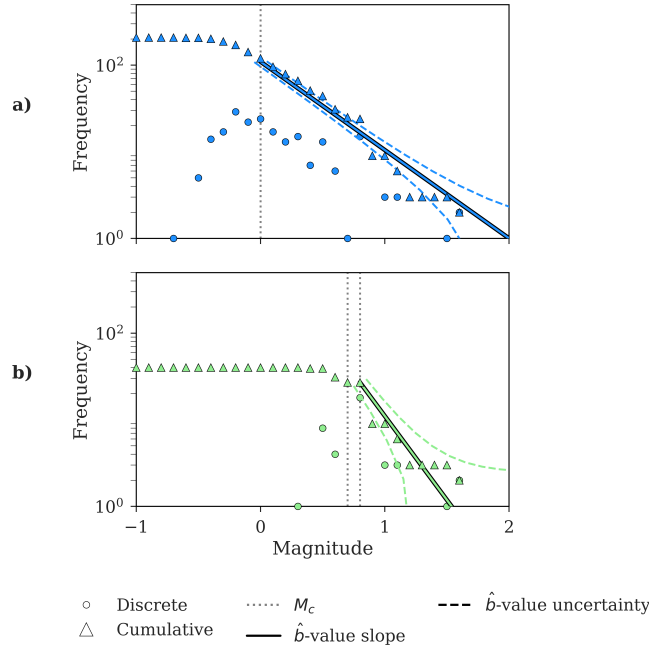 a)
Frequency
10²
10⁰
b)
Frequency
10²
10⁰
−1 0 1 2
Magnitude
Discrete
Cumulative
M_c
b̂-value slope
b̂-value uncertainty